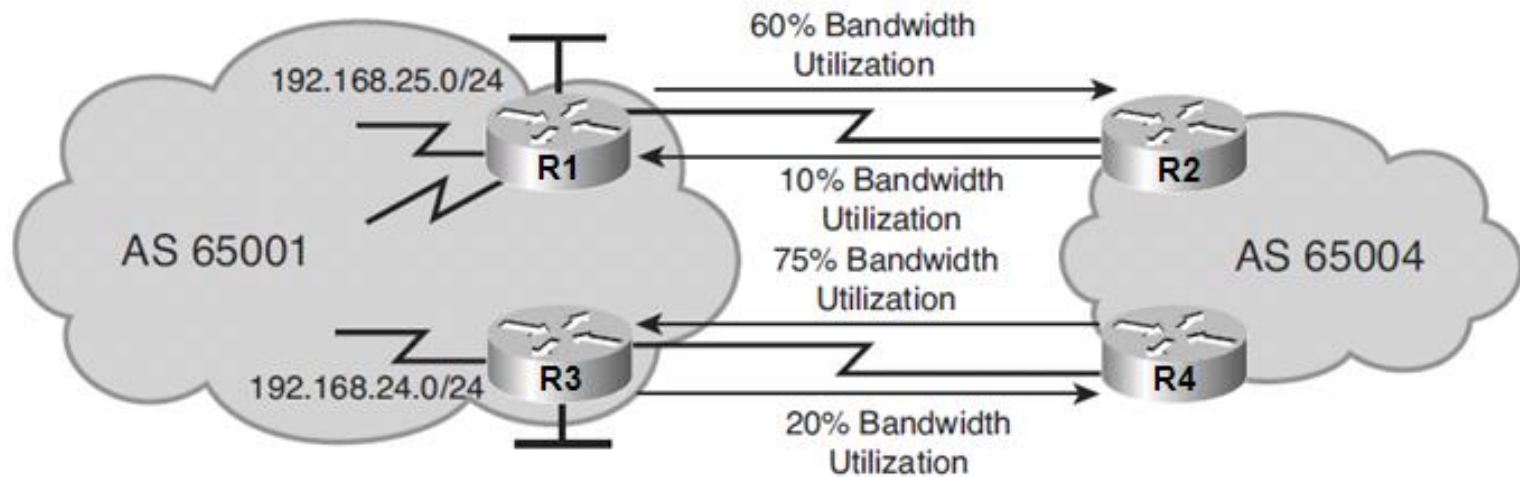 60% Bandwidth
Utilization
192.168.25.0/24
R1
R2
10% Bandwidth
Utilization
AS 65001
AS 65004
75% Bandwidth
Utilization
192.168.24.0/24
R3
R4
20% Bandwidth
Utilization